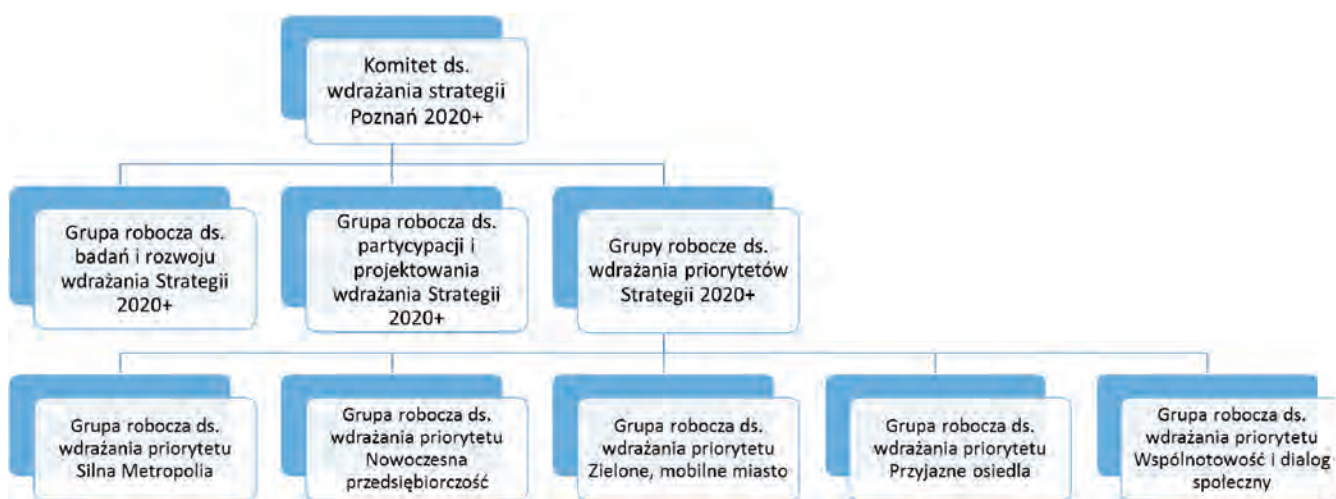 Komitet ds.
wdrażania strategii
Poznań 2020+
Grupa robocza ds.
badań i rozwoju
wdrażania Strategii
2020+
Grupa robocza ds.
partycypacji i
projektowania
wdrażania Strategii
2020+
Grupy robocze ds.
wdrażania priorytetów
Strategii 2020+
Grupa robocza ds.
wdrażania priorytetu
Silna Metropolia
Grupa robocza ds.
wdrażania priorytetu
Nowoczesna
przedsiębiorczość
Grupa robocza ds.
wdrażania priorytetu
Zielone, mobilne miasto
Grupa robocza ds.
wdrażania priorytetu
Przyjazne osiedla
Grupa robocza ds.
wdrażania priorytetu
Wspólnotowość i dialog
społeczny